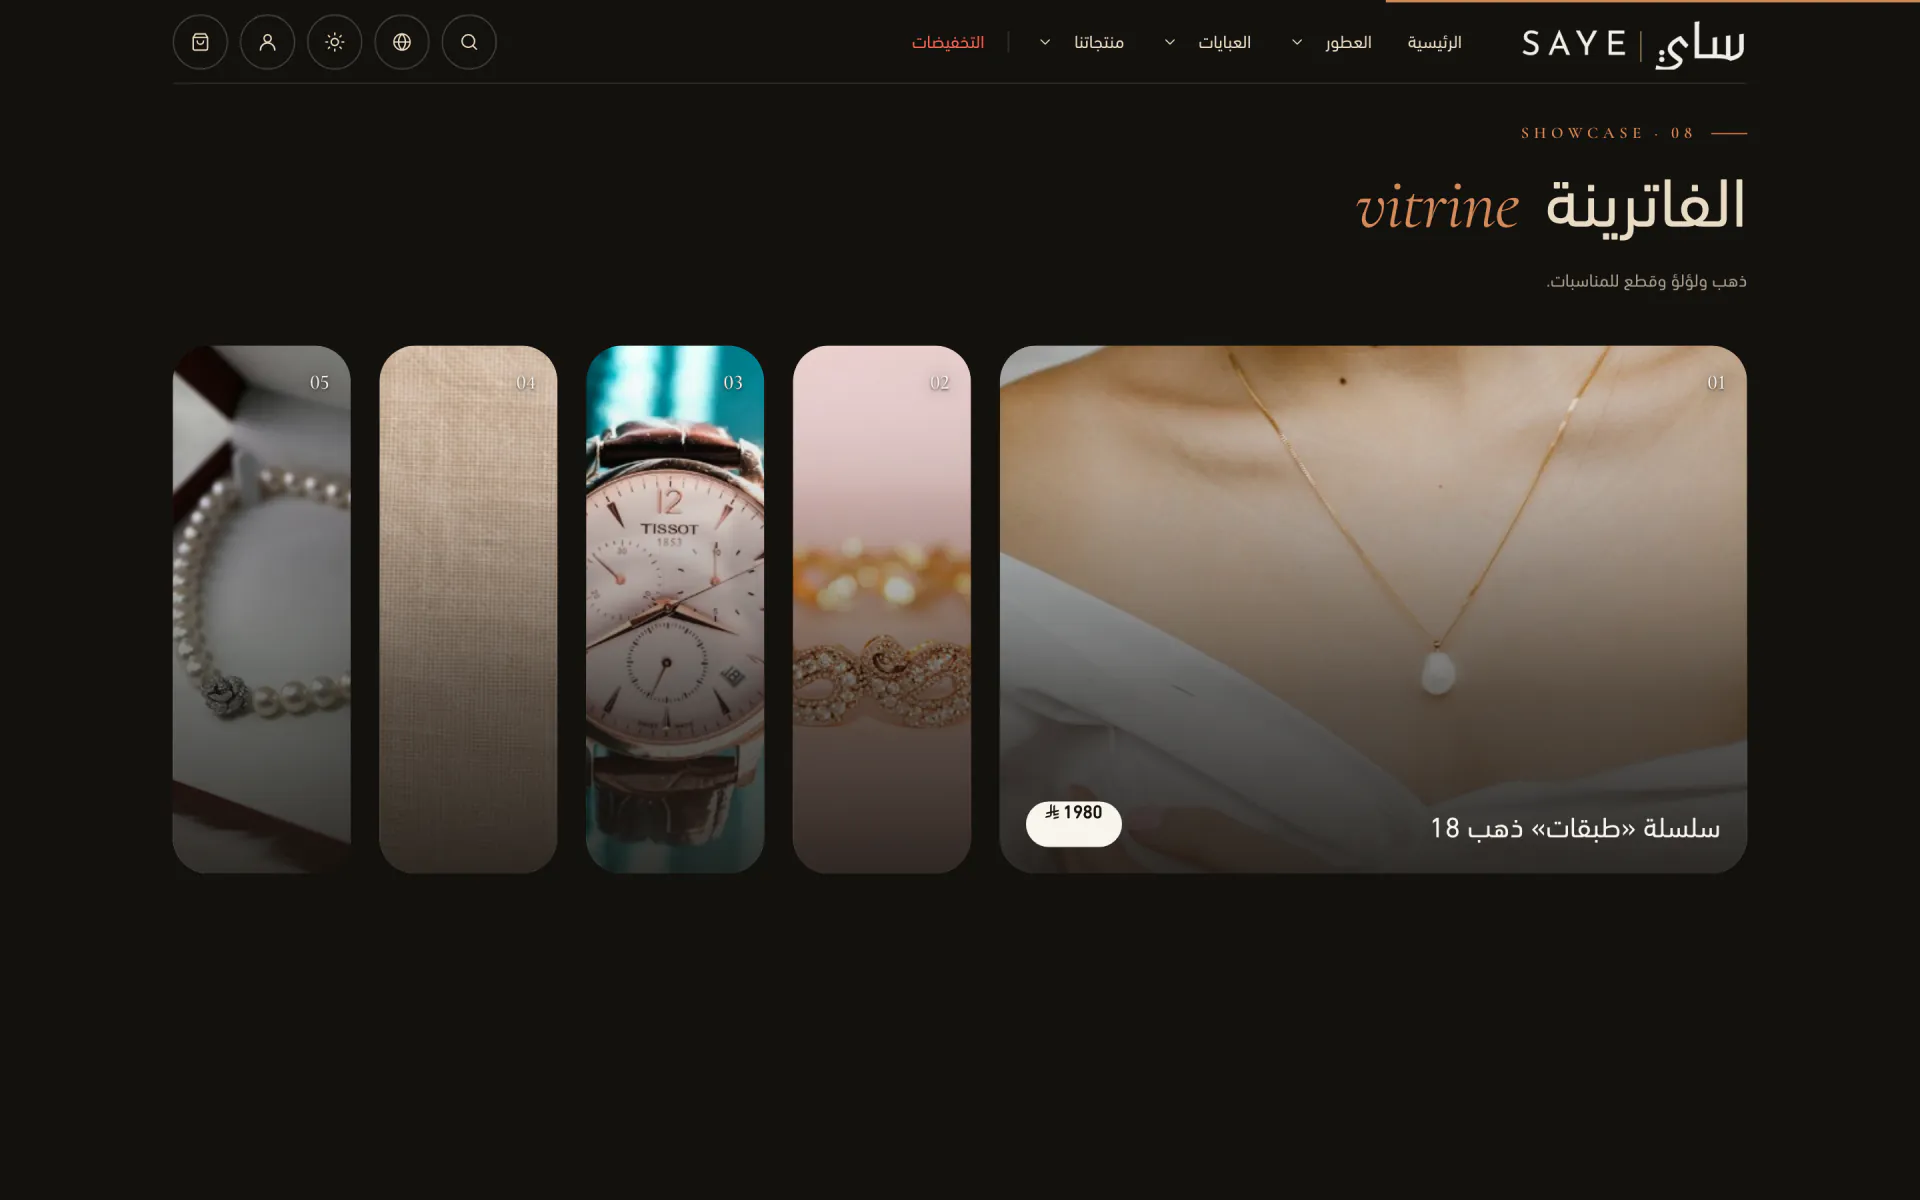 ساي | SAYE
الرئيسية
العطور
العبايات
منتجاتنا
التخفيضات
SHOWCASE · 08
الفاترينة vitrine
ذهب ولؤلؤ وقطع للمناسبات.
01
سلسلة «طبقات» ذهب 18
1980
02
03
12
TISSOT
1853
04
05